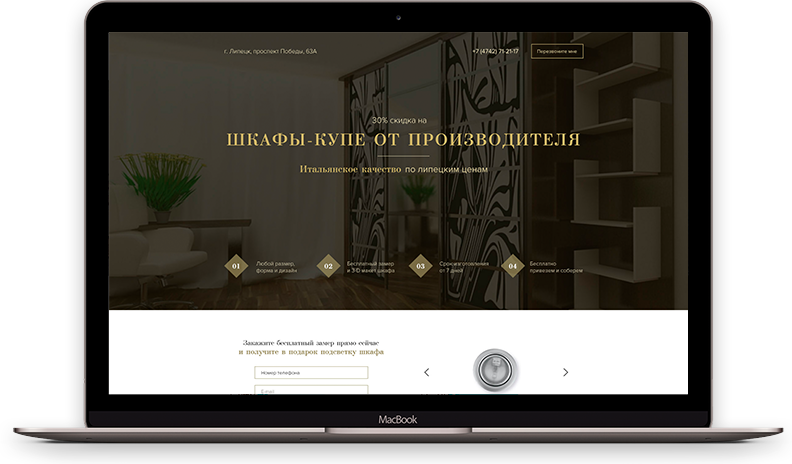 г. Липецк, проспект Победы, 63А
+7 (4742) 71-21-17
Перезвоните мне
30% скидка на
ШКАФЫ-КУПЕ ОТ ПРОИЗВОДИТЕЛЯ
Итальянское качество по липецким ценам
01
Любой размер,
форма и дизайн
02
Бесплатный замер
и 3D макет шкафа
03
Срок изготовления
от 7 дней
04
Бесплатно
привезем и соберем
Закажите бесплатный замер прямо сейчас
и получите в подарок подсветку шкафа
Номер телефона
E-mail
MacBook